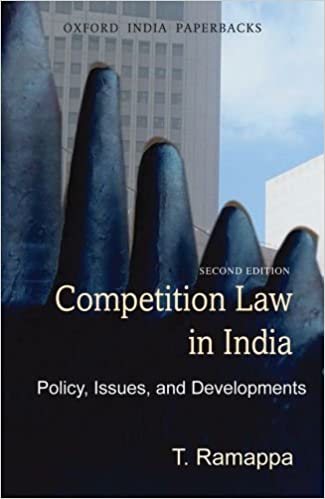 OXFORD INDIA PAPERBACKS
SECOND EDITION
Competition Law
in India
Policy, Issues, and Developments
T. Ramappa